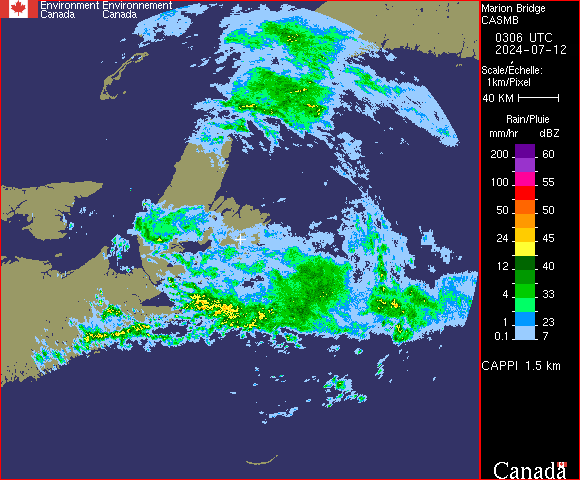 Environment Environnement
Canada Canada
Marion Bridge
CASMB
0306 UTC
2024-07-12
Scale/Echelle:
1km/Pixel
40 KM
Rain/Pluie
mm/hr dBZ
200 60
100 55
50 50
24 45
12 40
4 33
1 23
0.1 7
CAPPI 1.5 km
Canada